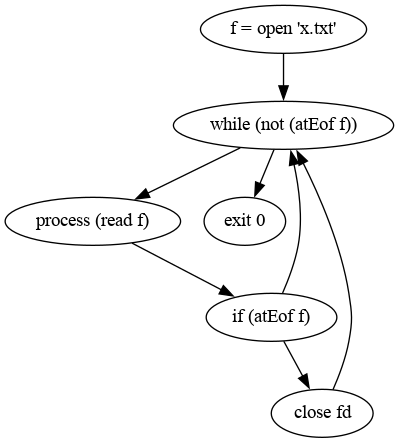 f = open 'x.txt'
while (not (atEof f))
process (read f)
exit 0
if (atEof f)
close fd